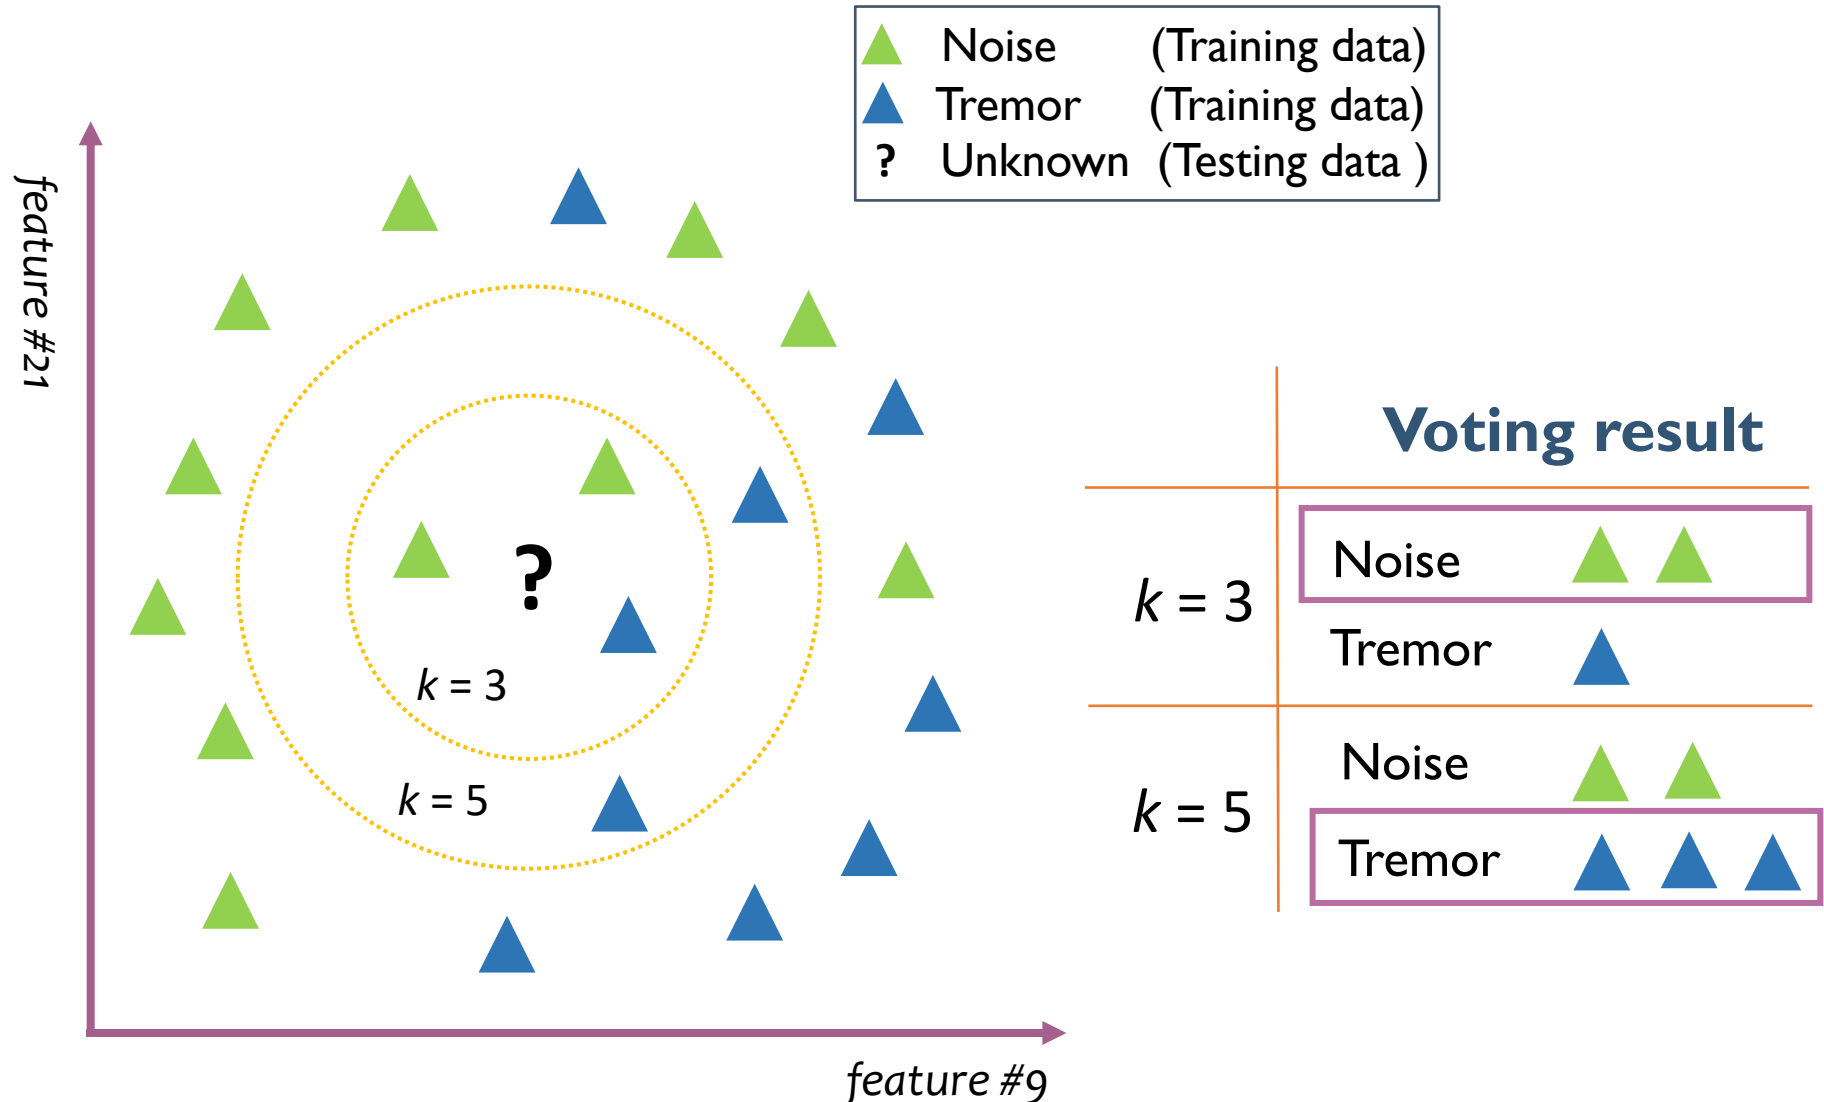 Noise (Training data)
Tremor (Training data)
? Unknown (Testing data )
feature #21
?
k = 3
k = 5
feature #9
Voting result
k = 3
Noise
Tremor
k = 5
Noise
Tremor